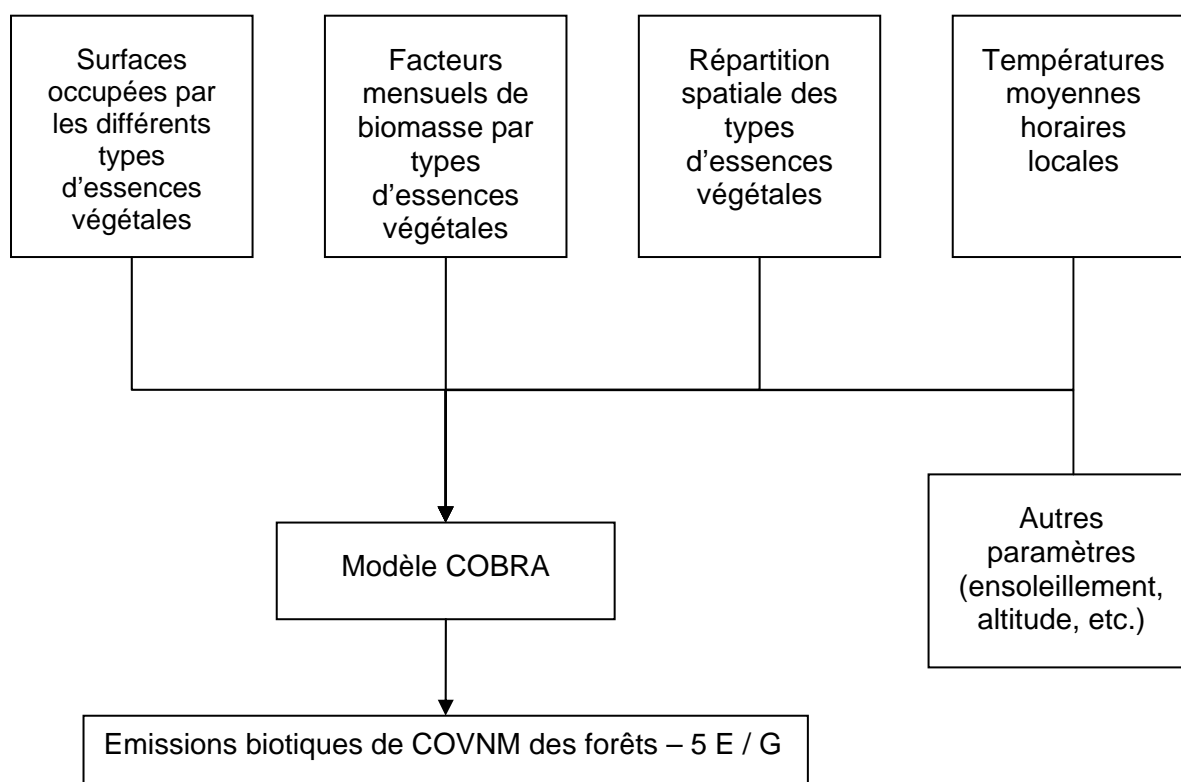 Surfaces
occupées par
les différents
types
d'essences
végétales
Facteurs
mensuels de
biomasse par
types
d'essences
végétales
Répartition
spatiale des
types
d'essences
végétales
Températures
moyennes
horaires
locales
Autres
paramètres
(ensoleillement,
altitude, etc.)
Modèle COBRA
Emissions biotiques de COVNM des forêts – 5 E / G